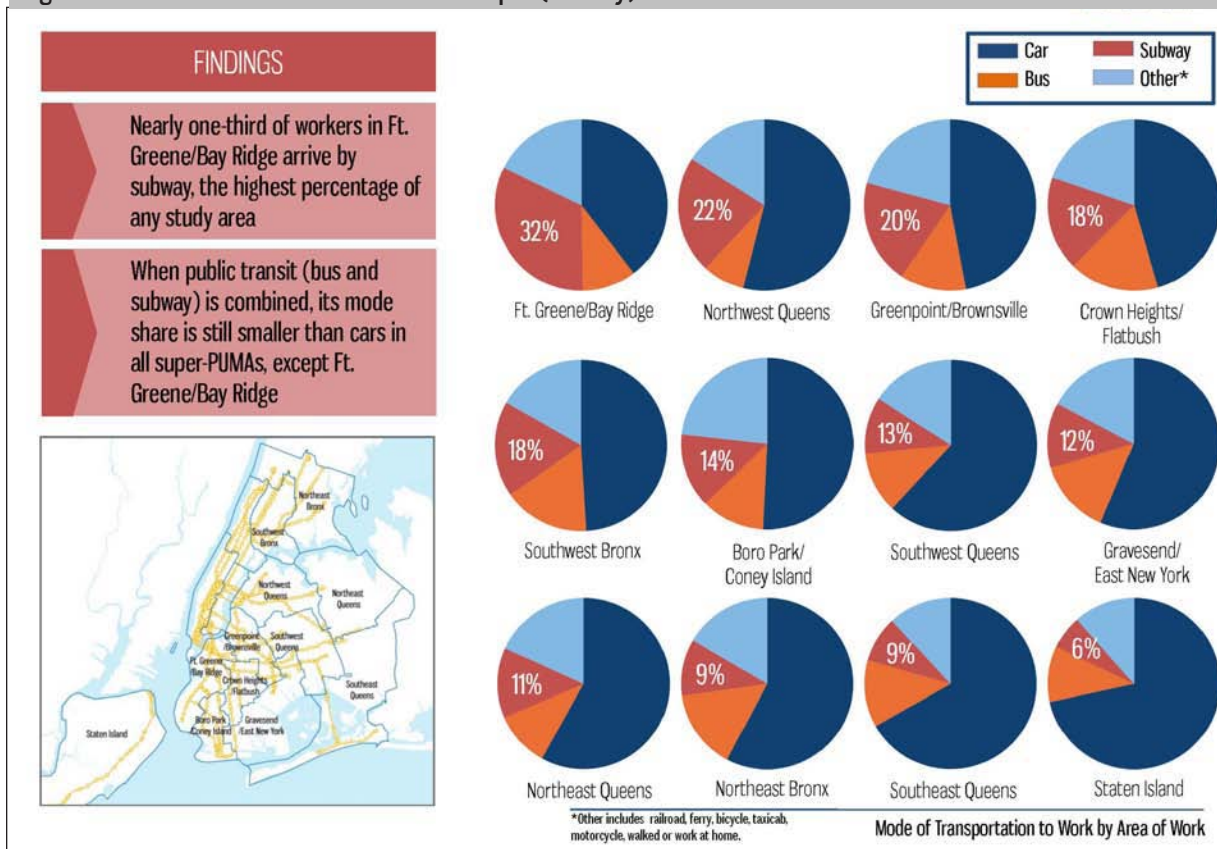 FINDINGS
Nearly one-third of workers in Ft.
Greene/Bay Ridge arrive by
subway, the highest percentage of
any study area
When public transit (bus and
subway) is combined, its mode
share is still smaller than cars in
all super-PUMAs, except Ft.
Greene/Bay Ridge
Northeast
Bronx
Southwest
Bronx
Northwest
Queens
Northeast
Queens
Greenpoint
/Brownsville
Southwest
Queens
Ft. Greene
/Bay Ridge
Crown Heights
/Flatbush
Southeast
Queens
Boro Park
/Coney Island
Gravesend
/East New York
Staten Island
Car
Subway
Bus
Other*
32%
22%
20%
18%
Ft. Greene/Bay Ridge
Northwest Queens
Greenpoint/Brownsville
Crown Heights/
Flatbush
18%
14%
13%
12%
Southwest Bronx
Boro Park/
Coney Island
Southwest Queens
Gravesend/
East New York
11%
9%
9%
6%
Northeast Queens
Northeast Bronx
Southeast Queens
Staten Island
*Other includes railroad, ferry, bicycle, taxicab,
motorcycle, walked or work at home.
Mode of Transportation to Work by Area of Work